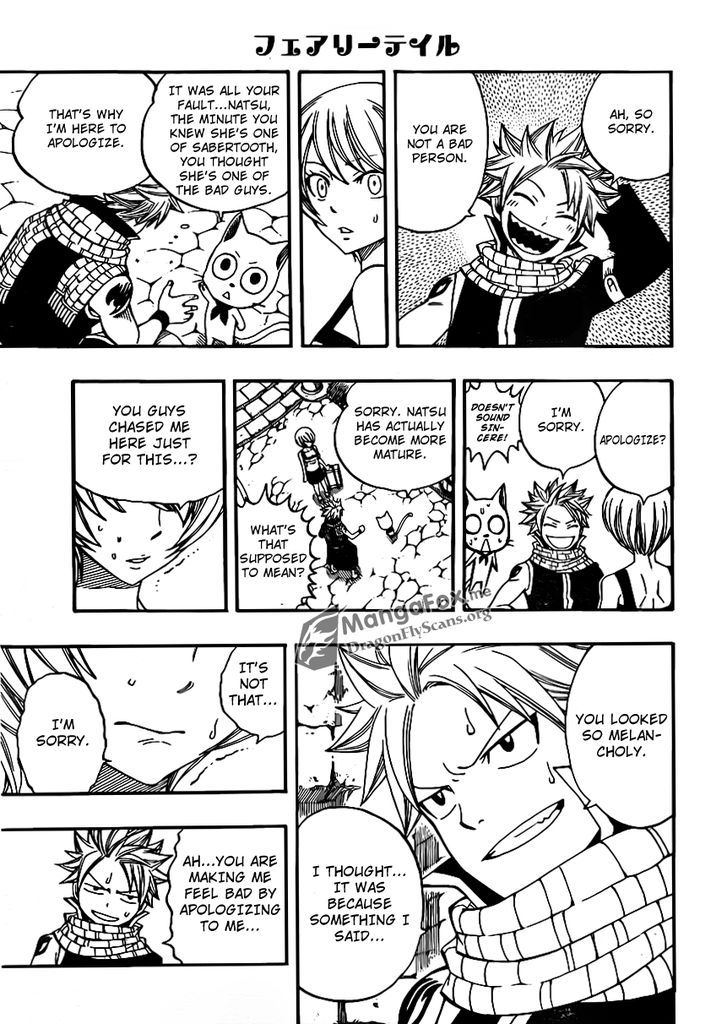 フェアリーテイル
AH, SO
SORRY.
YOU ARE
NOT A BAD
PERSON.
IT WAS ALL YOUR
FAULT...NATSU,
THE MINUTE YOU
KNEW SHE'S ONE
OF SABERTOOTH,
YOU THOUGHT
SHE'S ONE OF
THE BAD GUYS.
THAT'S WHY
I'M HERE TO
APOLOGIZE.
APOLOGIZE?
I'M
SORRY.
DOESN'T
SOUND
SIN-
CERE!
SORRY. NATSU
HAS ACTUALLY
BECOME MORE
MATURE.
WHAT'S
THAT
SUPPOSED
TO MEAN?
YOU GUYS
CHASED ME
HERE JUST
FOR THIS...?
MangaFox.me
DragonFlyScans.org
YOU LOOKED
SO MELAN-
CHOLY.
I THOUGHT...
IT WAS
BECAUSE
SOMETHING I
SAID...
IT'S
NOT
THAT...
I'M
SORRY.
AH...YOU ARE
MAKING ME
FEEL BAD BY
APOLOGIZING
TO ME...